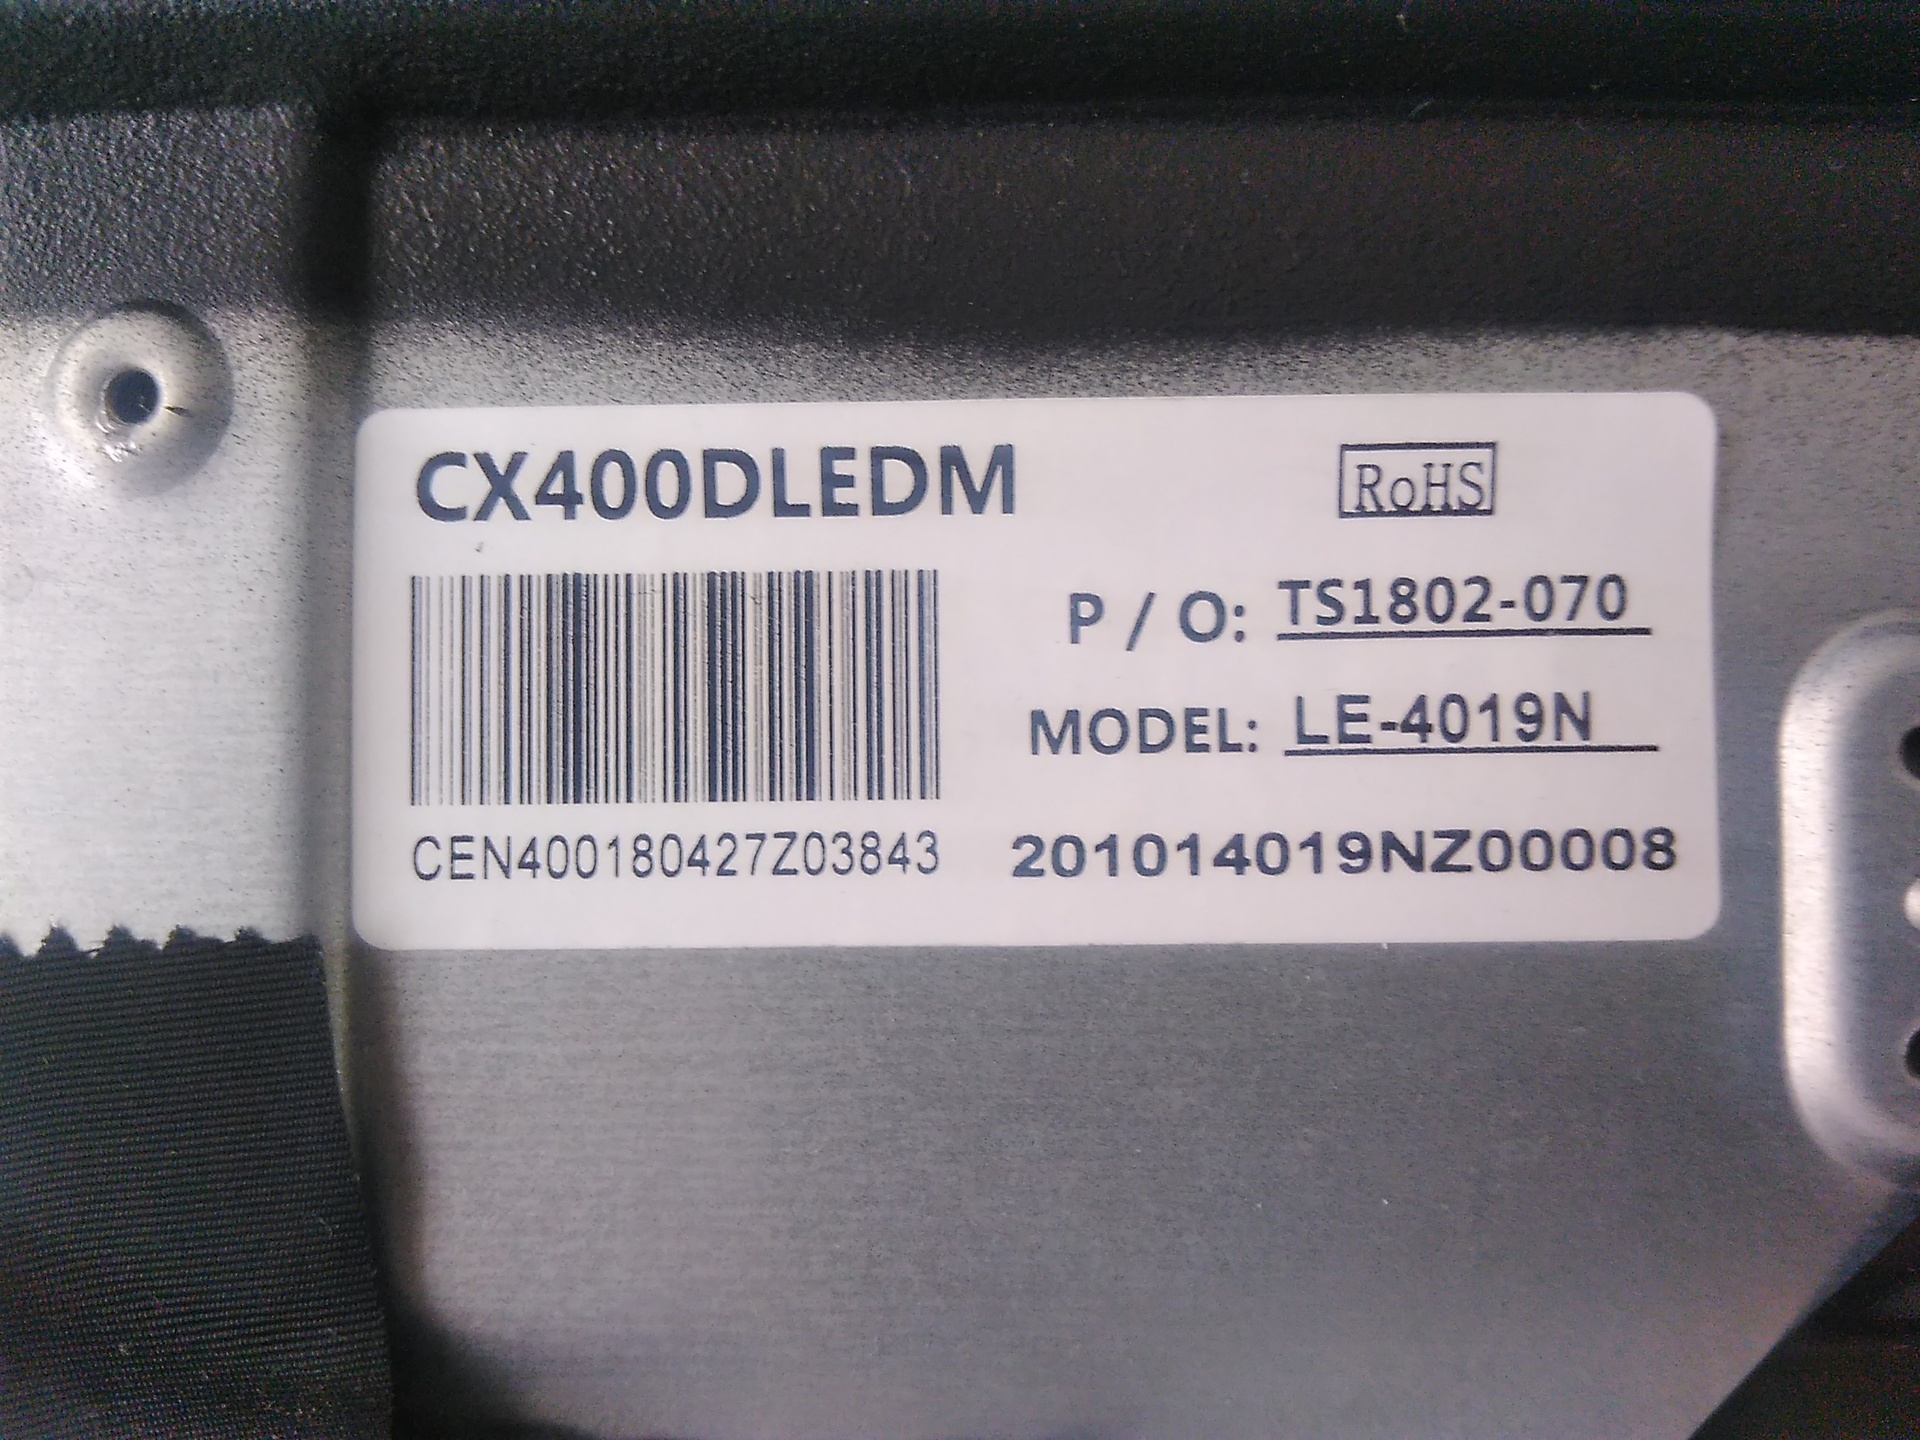 CX400DLEDM
RoHS
P / O: TS1802-070
MODEL: LE-4019N
CEN400180427Z03843
201014019NZ00008